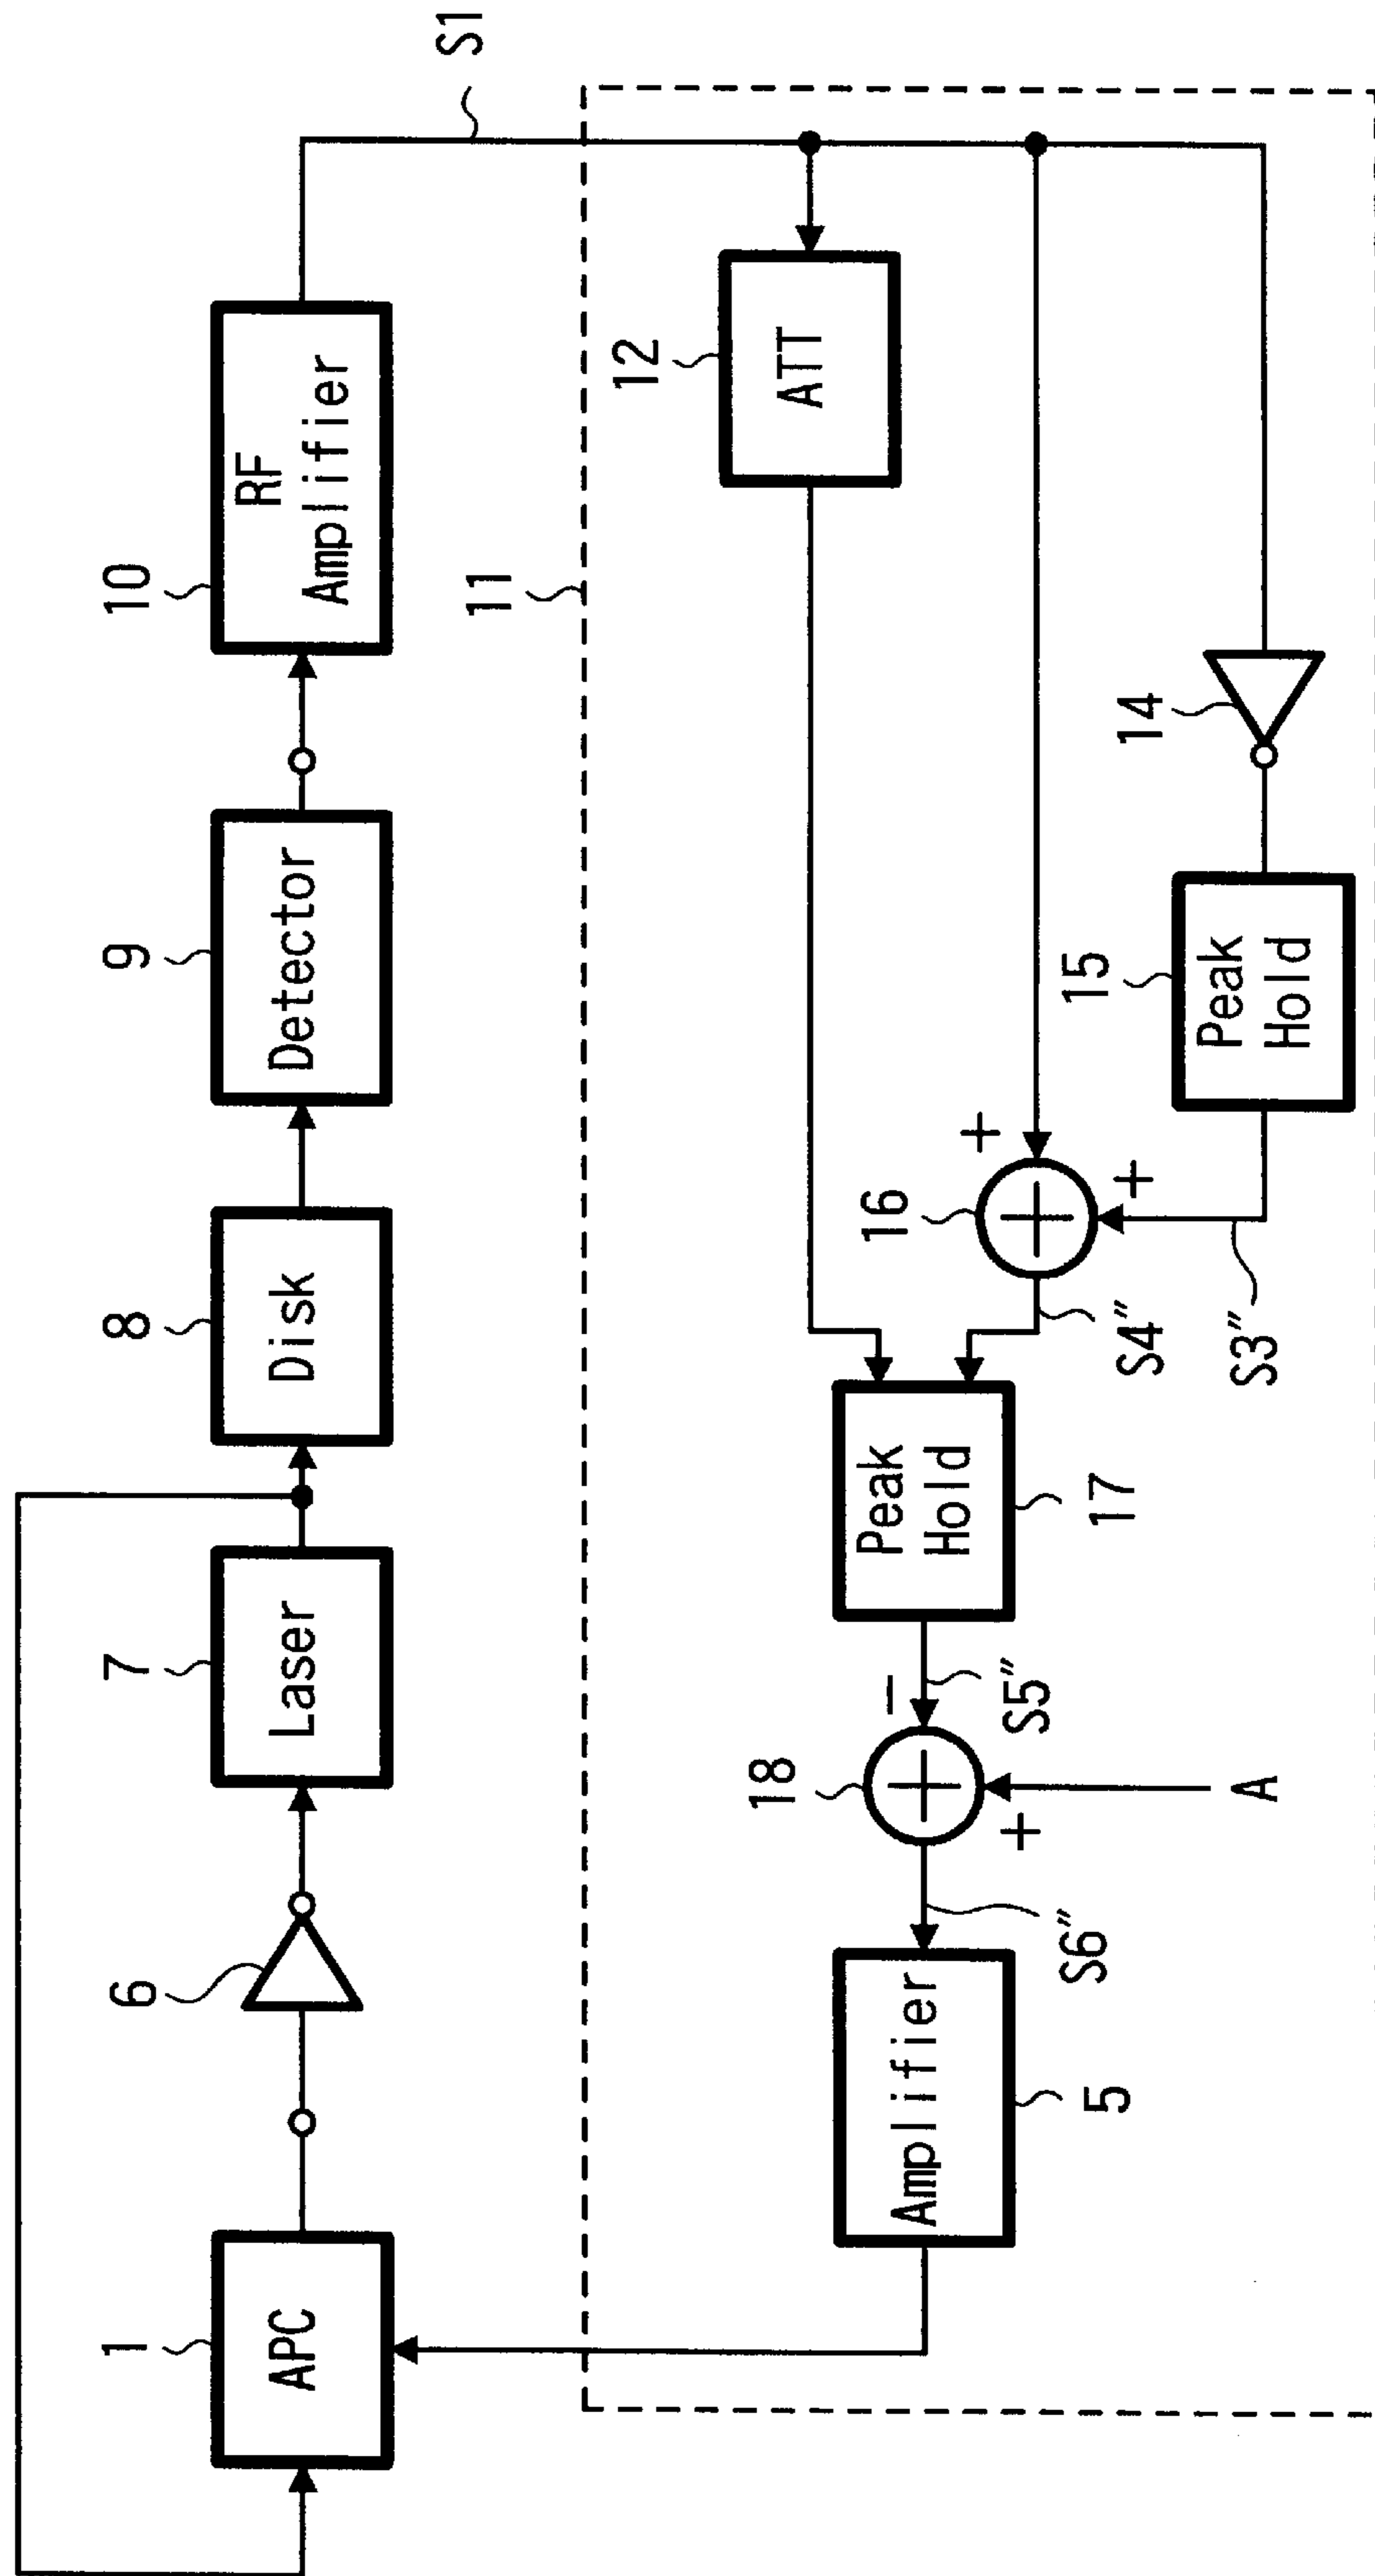 1
APC
6
7
Laser
8
Disk
9
Detector
10
RF
Amplifier
S1
11
12
ATT
14
15
Peak
Hold
+
+
16
S3″
S4″
Peak
Hold
17
−
S5″
18
+
A
S6″
Amplifier
5